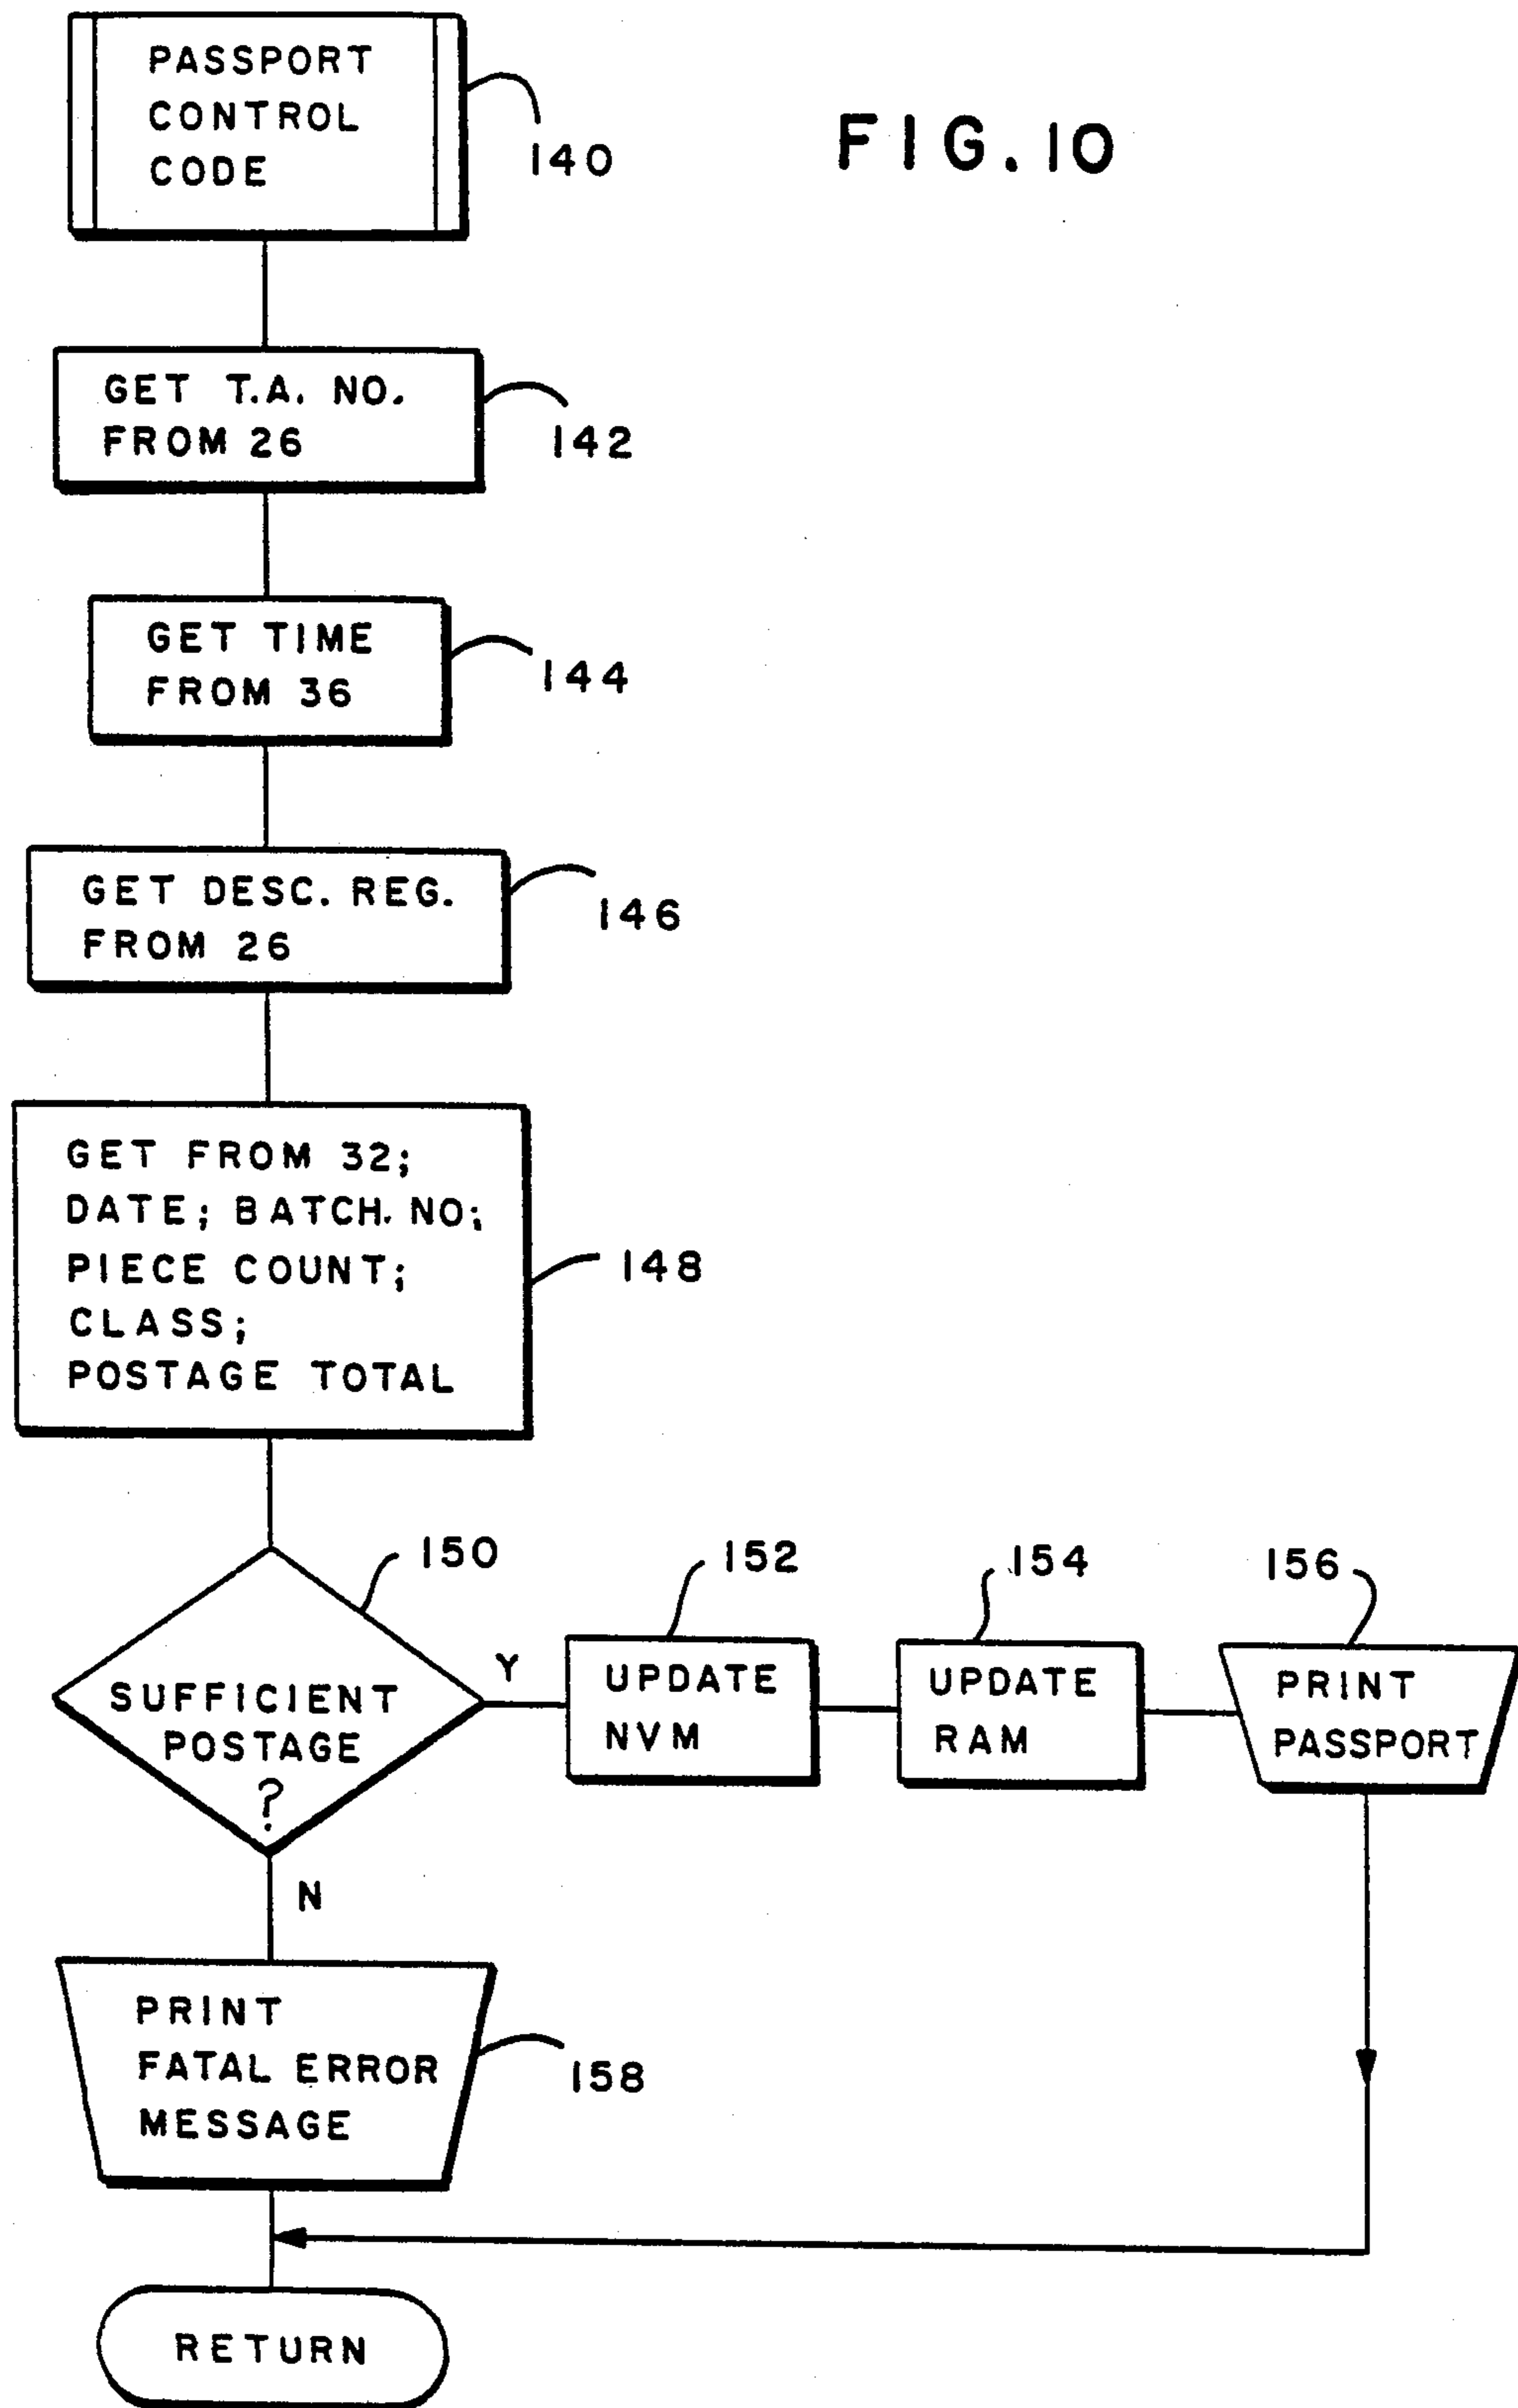 PASSPORT
CONTROL
CODE
140
FIG. 10
GET T.A. NO.
FROM 26
142
GET TIME
FROM 36
144
GET DESC. REG.
FROM 26
146
GET FROM 32;
DATE; BATCH. NO;
PIECE COUNT;
CLASS;
POSTAGE TOTAL
148
150
SUFFICIENT
POSTAGE
?
Y
152
UPDATE
NVM
154
UPDATE
RAM
156
PRINT
PASSPORT
N
PRINT
FATAL ERROR
MESSAGE
158
RETURN